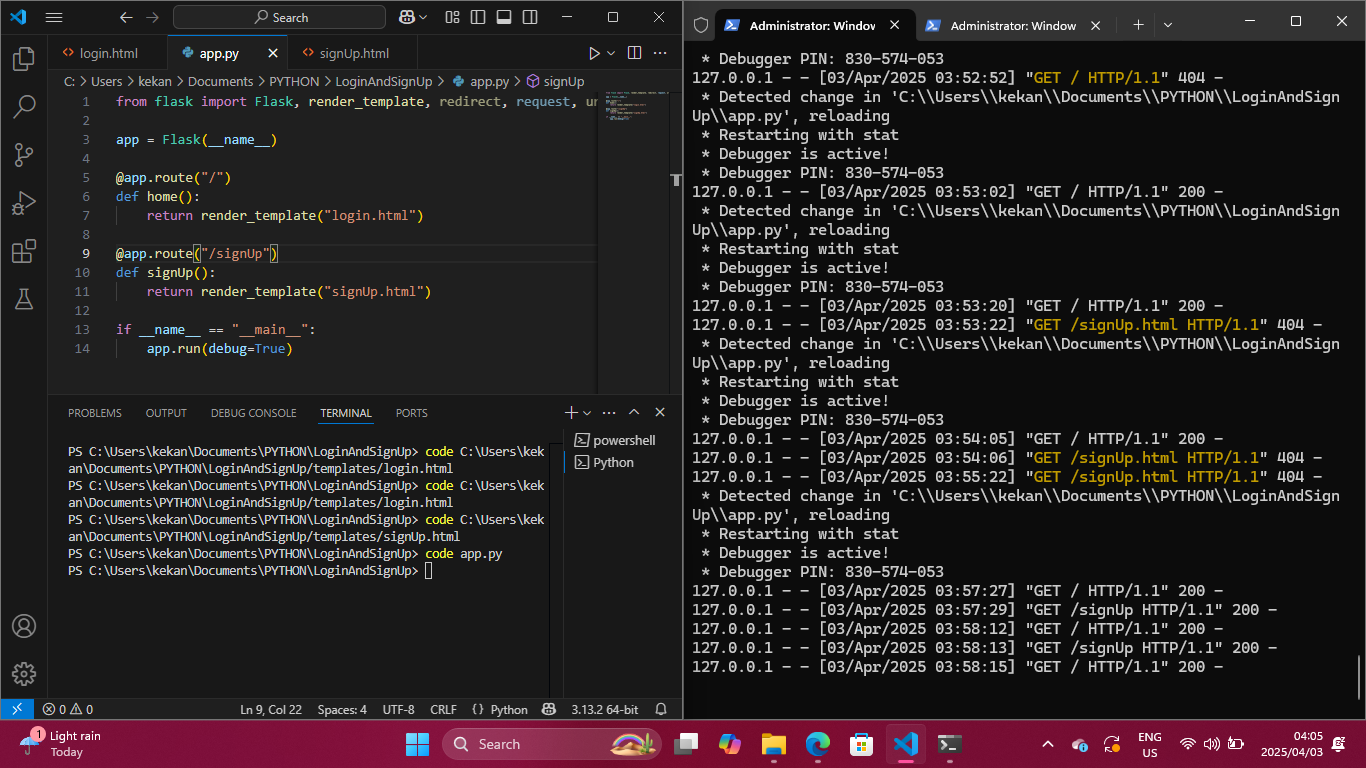 Search
login.html
app.py
signUp.html
C: > Users > kekan > Documents > PYTHON > LoginAndSignUp > app.py > signUp
1 from flask import Flask, render_template, redirect, request,
2
3 app = Flask(__name__)
4
5 @app.route("/")
6 def home():
7 return render_template("login.html")
8
9 @app.route("/signUp")
10 def signUp():
11 return render_template("signUp.html")
12
13 if __name__ == "__main__":
14 app.run(debug=True)
PROBLEMS OUTPUT DEBUG CONSOLE TERMINAL PORTS
PS C:\Users\kekan\Documents\PYTHON\LoginAndSignUp> code C:\Users\kek
an\Documents\PYTHON\LoginAndSignUp/templates/login.html
PS C:\Users\kekan\Documents\PYTHON\LoginAndSignUp> code C:\Users\kek
an\Documents\PYTHON\LoginAndSignUp/templates/login.html
PS C:\Users\kekan\Documents\PYTHON\LoginAndSignUp> code C:\Users\kek
an\Documents\PYTHON\LoginAndSignUp/templates/signUp.html
PS C:\Users\kekan\Documents\PYTHON\LoginAndSignUp> code app.py
PS C:\Users\kekan\Documents\PYTHON\LoginAndSignUp>
powershell
Python
0 0
Ln 9, Col 22 Spaces: 4 UTF-8 CRLF {} Python 3.13.2 64-bit
Administrator: Window
Administrator: Window
* Debugger PIN: 830-574-053
127.0.0.1 - - [03/Apr/2025 03:52:52] "GET / HTTP/1.1" 404 -
* Detected change in 'C:\\Users\\kekan\\Documents\\PYTHON\\LoginAndSign
Up\\app.py', reloading
* Restarting with stat
* Debugger is active!
* Debugger PIN: 830-574-053
127.0.0.1 - - [03/Apr/2025 03:53:02] "GET / HTTP/1.1" 200 -
* Detected change in 'C:\\Users\\kekan\\Documents\\PYTHON\\LoginAndSign
Up\\app.py', reloading
* Restarting with stat
* Debugger is active!
* Debugger PIN: 830-574-053
127.0.0.1 - - [03/Apr/2025 03:53:20] "GET / HTTP/1.1" 200 -
127.0.0.1 - - [03/Apr/2025 03:53:22] "GET /signUp.html HTTP/1.1" 404 -
* Detected change in 'C:\\Users\\kekan\\Documents\\PYTHON\\LoginAndSign
Up\\app.py', reloading
* Restarting with stat
* Debugger is active!
* Debugger PIN: 830-574-053
127.0.0.1 - - [03/Apr/2025 03:54:05] "GET / HTTP/1.1" 200 -
127.0.0.1 - - [03/Apr/2025 03:54:06] "GET /signUp.html HTTP/1.1" 404 -
127.0.0.1 - - [03/Apr/2025 03:55:22] "GET /signUp.html HTTP/1.1" 404 -
* Detected change in 'C:\\Users\\kekan\\Documents\\PYTHON\\LoginAndSign
Up\\app.py', reloading
* Restarting with stat
* Debugger is active!
* Debugger PIN: 830-574-053
127.0.0.1 - - [03/Apr/2025 03:57:27] "GET / HTTP/1.1" 200 -
127.0.0.1 - - [03/Apr/2025 03:57:29] "GET /signUp HTTP/1.1" 200 -
127.0.0.1 - - [03/Apr/2025 03:58:12] "GET / HTTP/1.1" 200 -
127.0.0.1 - - [03/Apr/2025 03:58:13] "GET /signUp HTTP/1.1" 200 -
127.0.0.1 - - [03/Apr/2025 03:58:15] "GET / HTTP/1.1" 200 -
1
Light rain
Today
Search
ENG
US
04:05
2025/04/03